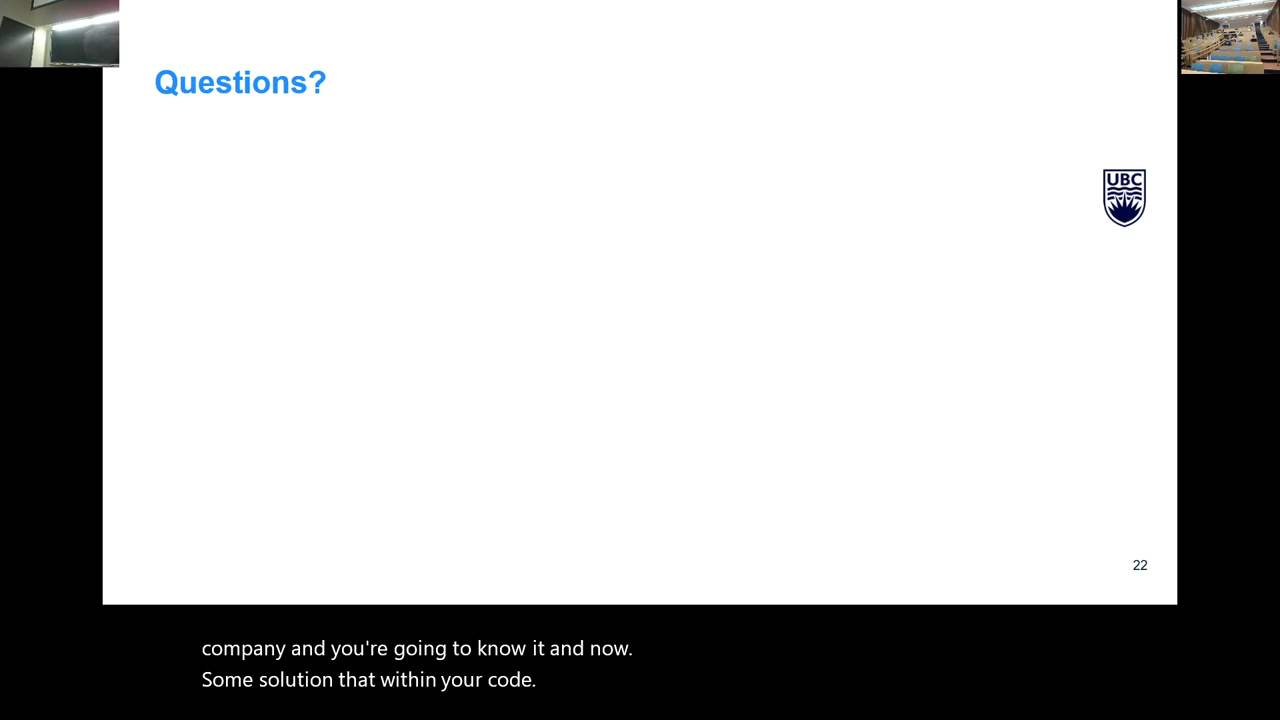 Questions?
UBC
22
company and you're going to know it and now.
Some solution that within your code.